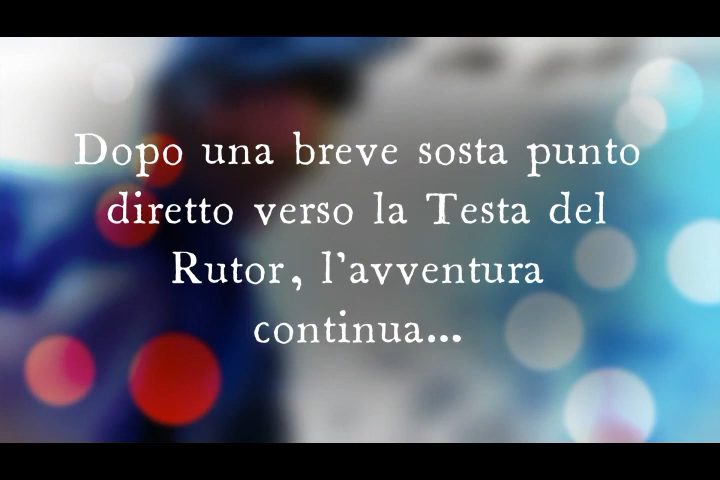 Dopo una breve sosta punto
diretto verso la Testa del
Rutor, l'avventura
continua...